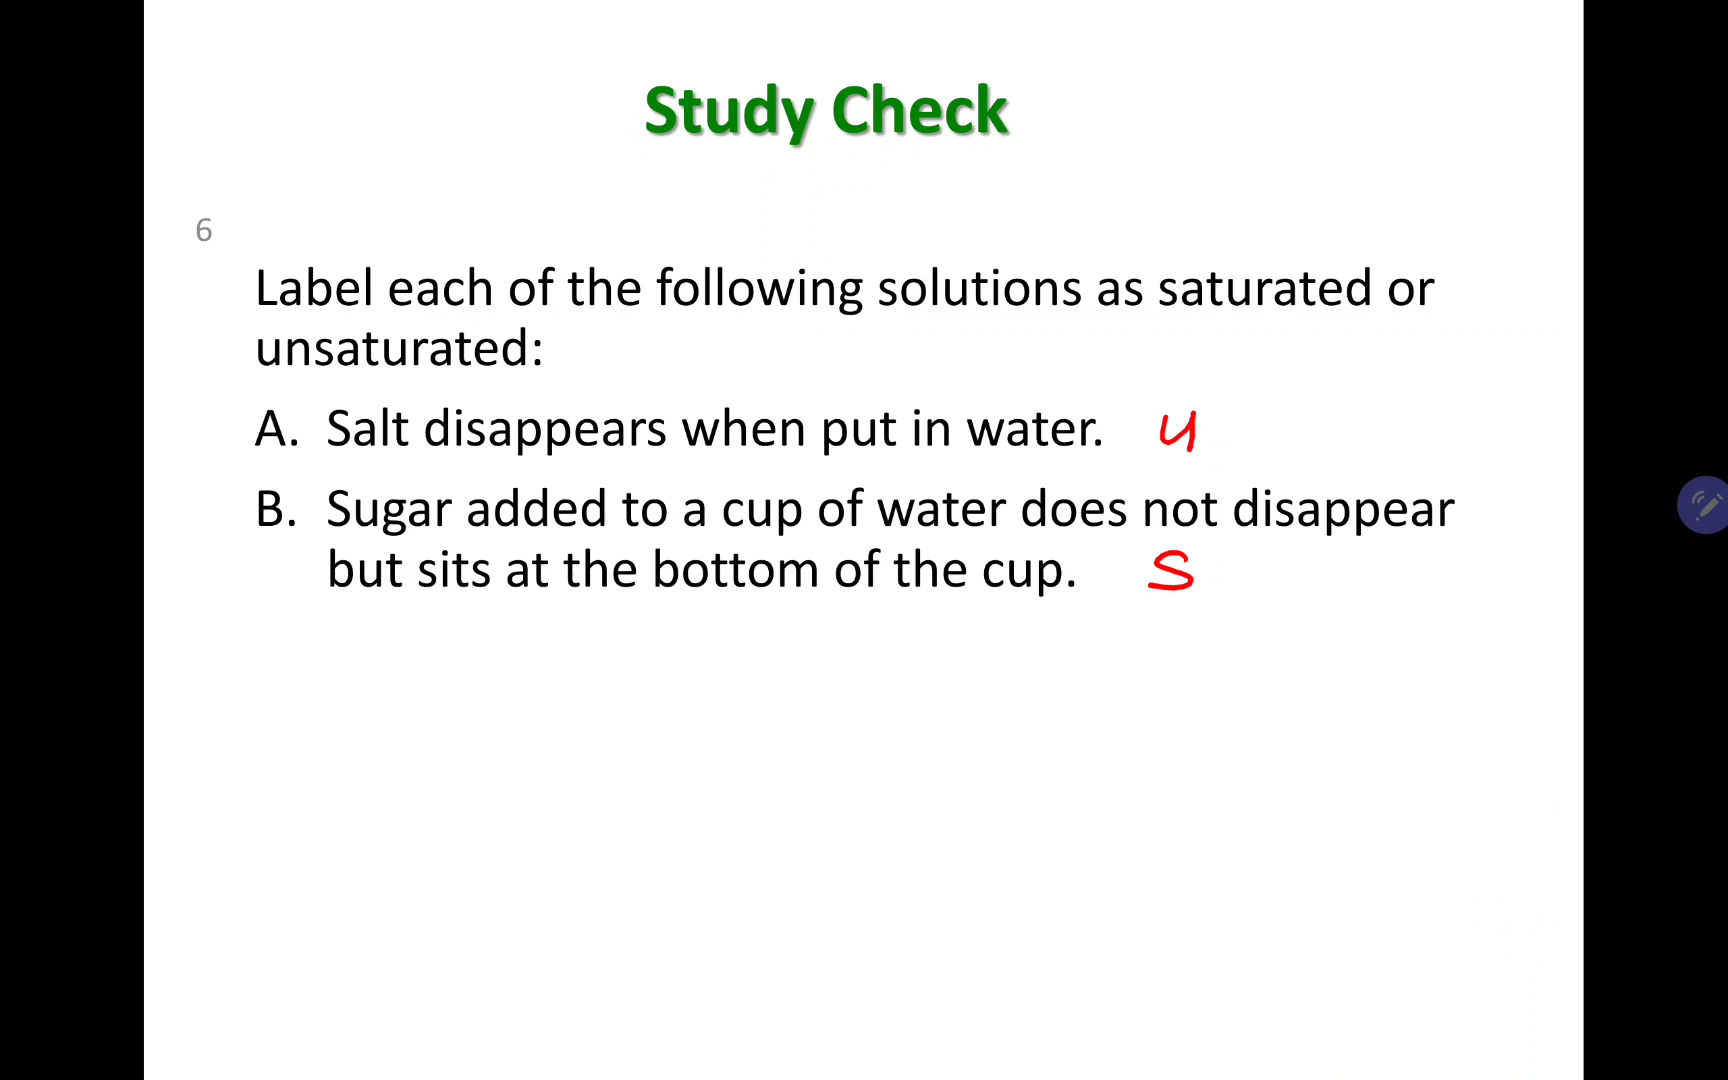 Study Check
6
Label each of the following solutions as saturated or
unsaturated:
A. Salt disappears when put in water. U
B. Sugar added to a cup of water does not disappear
but sits at the bottom of the cup. S